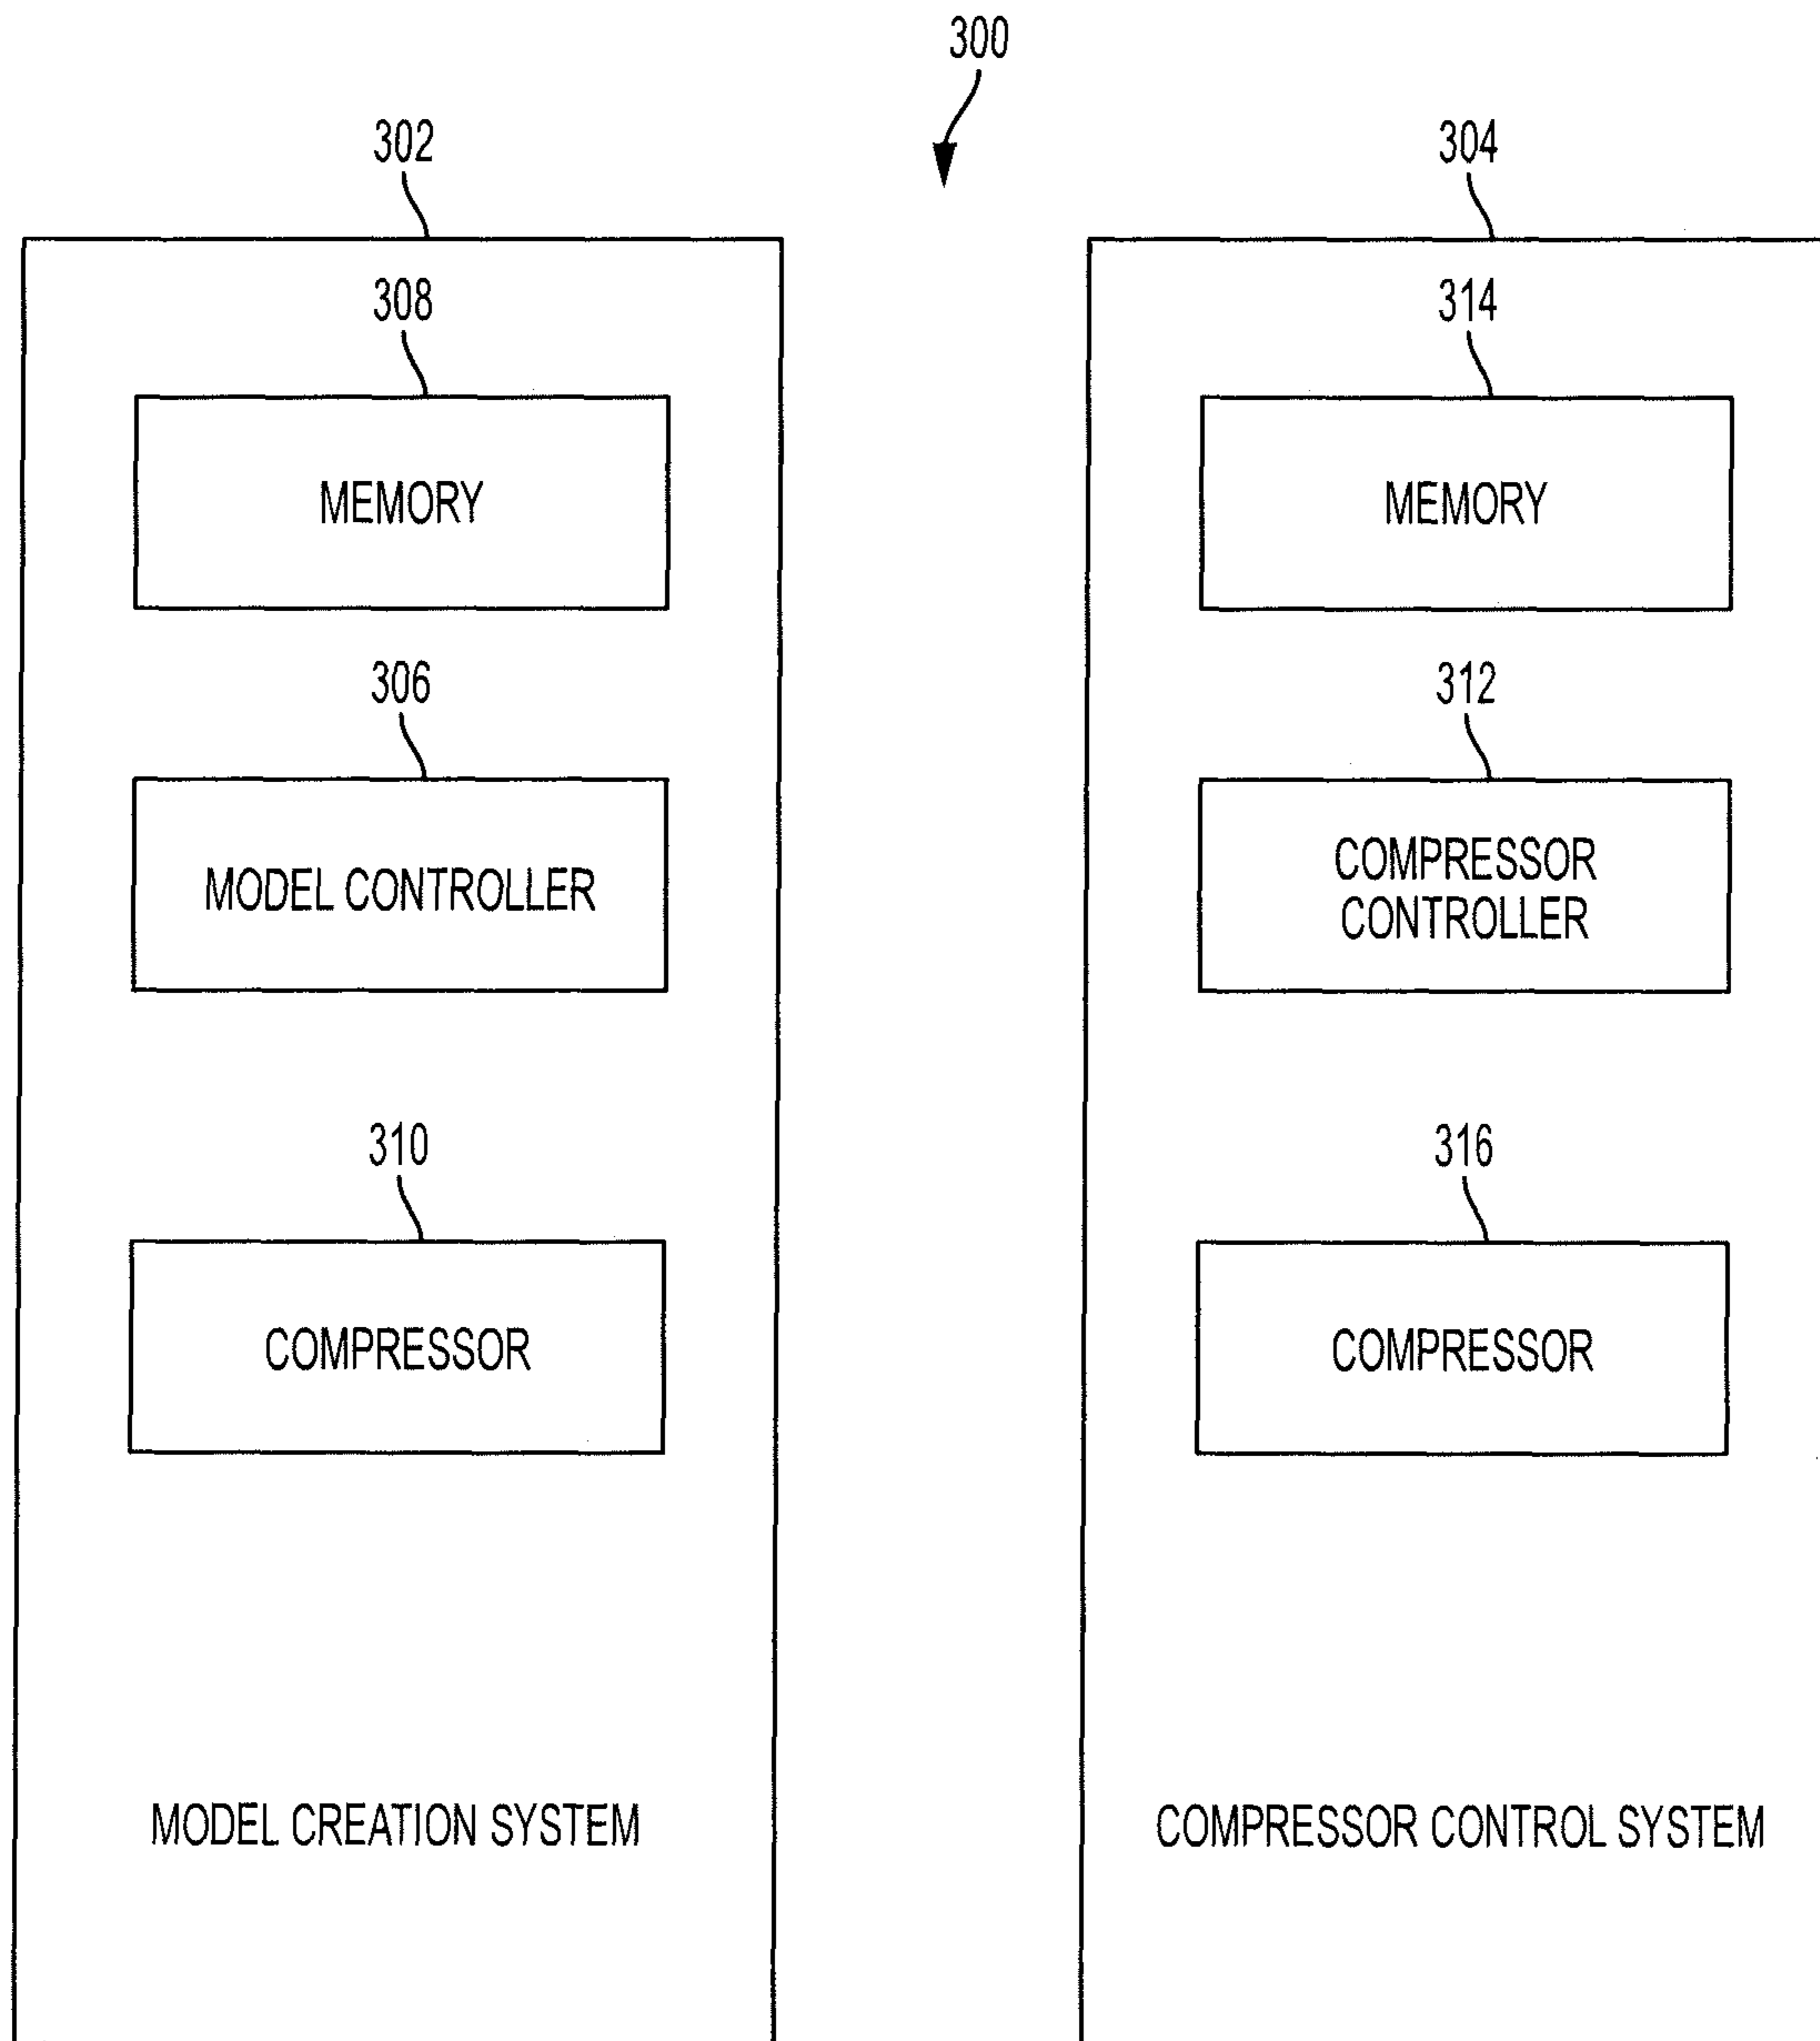 300
302
304
308
314
MEMORY
MEMORY
306
312
MODEL CONTROLLER
COMPRESSOR
CONTROLLER
310
316
COMPRESSOR
COMPRESSOR
MODEL CREATION SYSTEM
COMPRESSOR CONTROL SYSTEM